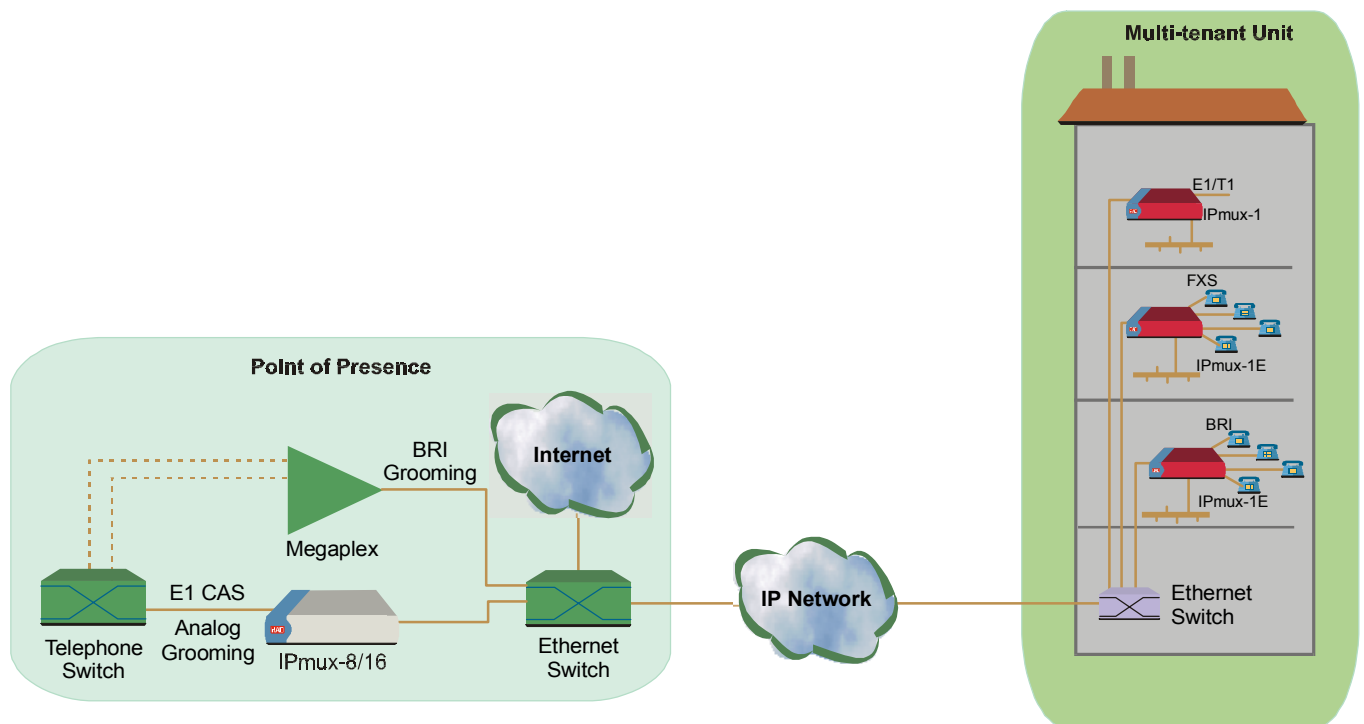 Multi-tenant Unit
E1/T1
IPmux-1
FXS
IPmux-1E
BRI
IPmux-1E
Ethernet
Switch
Point of Presence
BRI
Grooming
Internet
Megaplex
E1 CAS
Analog
Grooming
Telephone
Switch
IPmux-8/16
Ethernet
Switch
IP Network
RAD